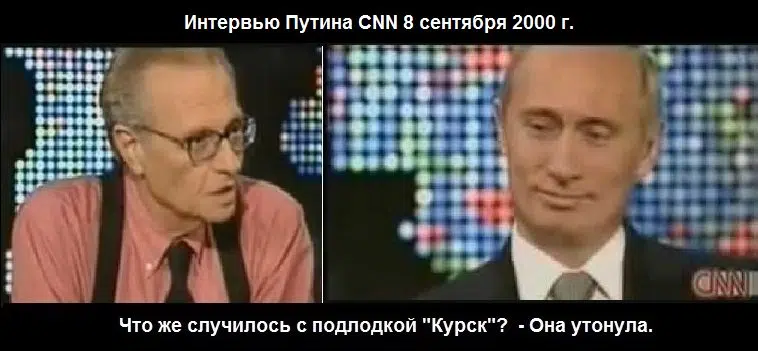 Интервью Путина CNN 8 сентября 2000 г.
CNN
Что же случилось с подлодкой "Курск"? - Она утонула.